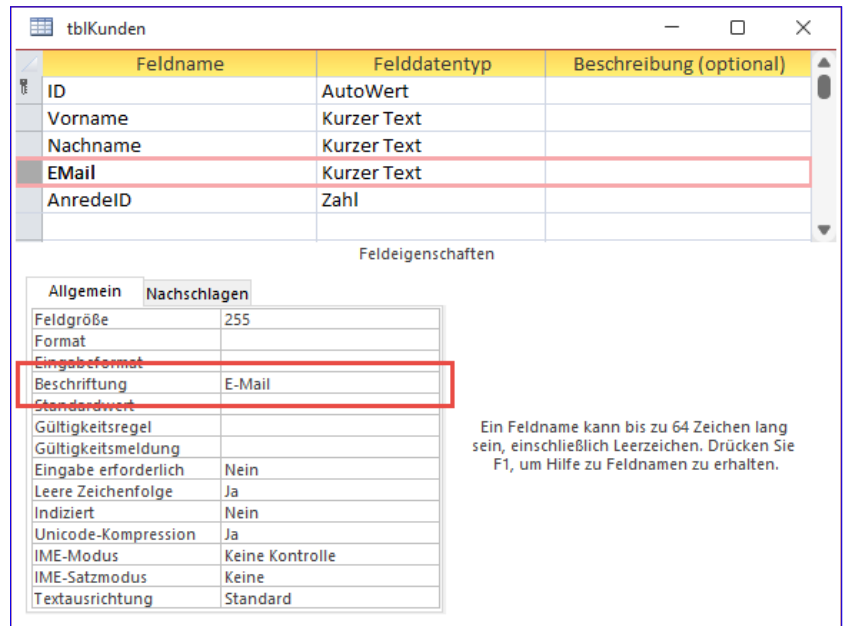 tblKunden
Feldname Felddatentyp Beschreibung (optional)
ID AutoWert
Vorname Kurzer Text
Nachname Kurzer Text
EMail Kurzer Text
AnredeID Zahl
Feldeigenschaften
Allgemein Nachschlagen
Feldgröße 255
Format
Eingabeformat
Beschriftung E-Mail
Standardwert
Gültigkeitsregel
Gültigkeitsmeldung
Eingabe erforderlich Nein
Leere Zeichenfolge Ja
Indiziert Nein
Unicode-Kompression Ja
IME-Modus Keine Kontrolle
IME-Satzmodus Keine
Textausrichtung Standard
Ein Feldname kann bis zu 64 Zeichen lang
sein, einschließlich Leerzeichen. Drücken Sie
F1, um Hilfe zu Feldnamen zu erhalten.